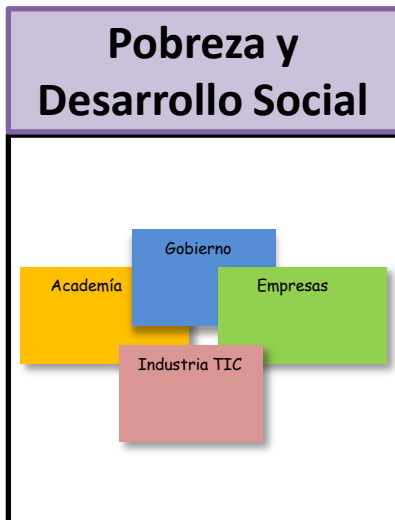 Pobreza y
Desarrollo Social
Gobierno
Academía
Empresas
Industria TIC